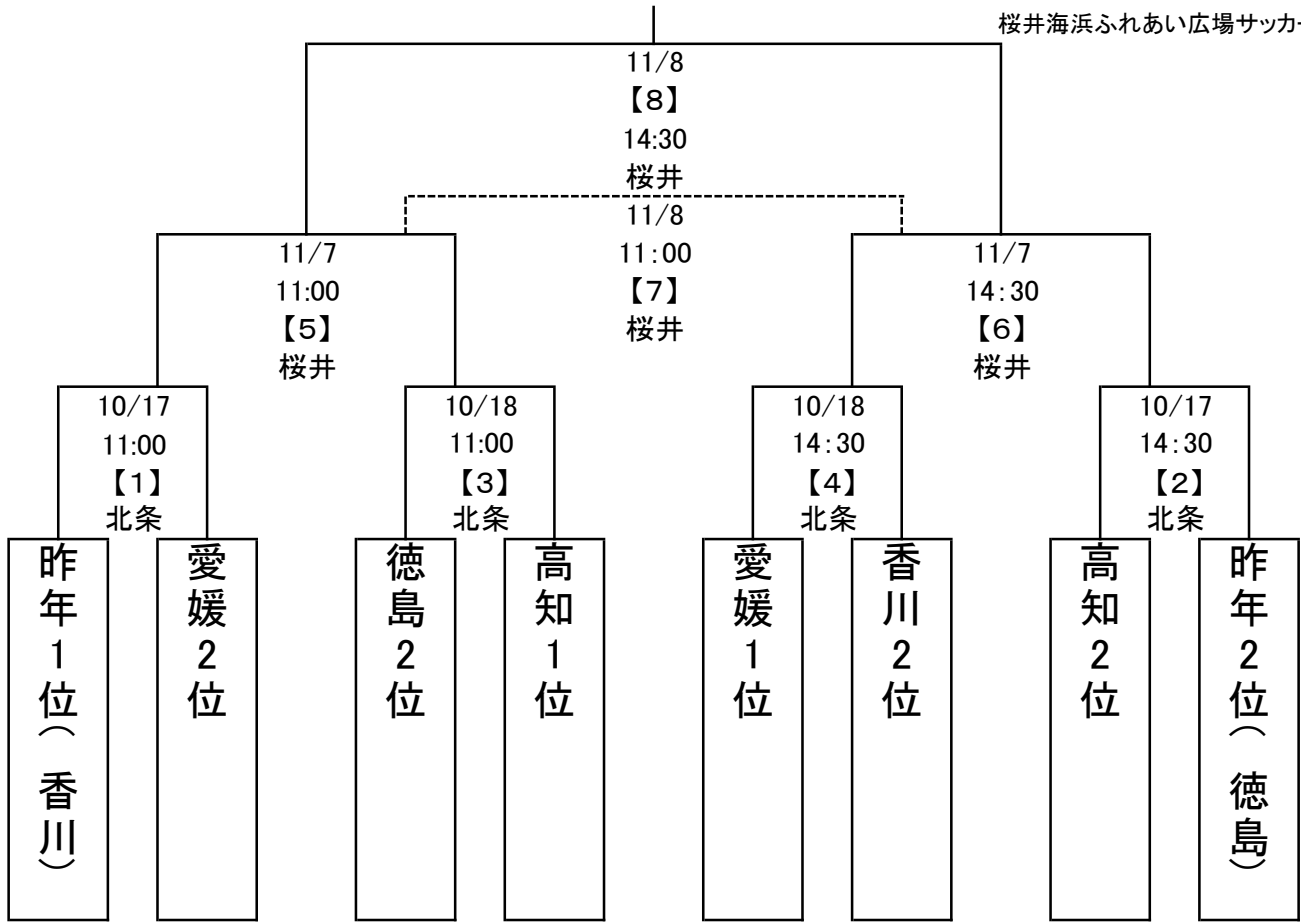 桜井海浜ふれあい広場サッカー
11/8
【8】
14:30
桜井
11/8
11:00
【7】
桜井
11/7
11:00
【5】
桜井
11/7
14:30
【6】
桜井
10/17
11:00
【1】
北条
10/18
11:00
【3】
北条
10/18
14:30
【4】
北条
10/17
14:30
【2】
北条
昨年1位(香川)
愛媛2位
徳島2位
高知1位
愛媛1位
香川2位
高知2位
昨年2位(徳島)